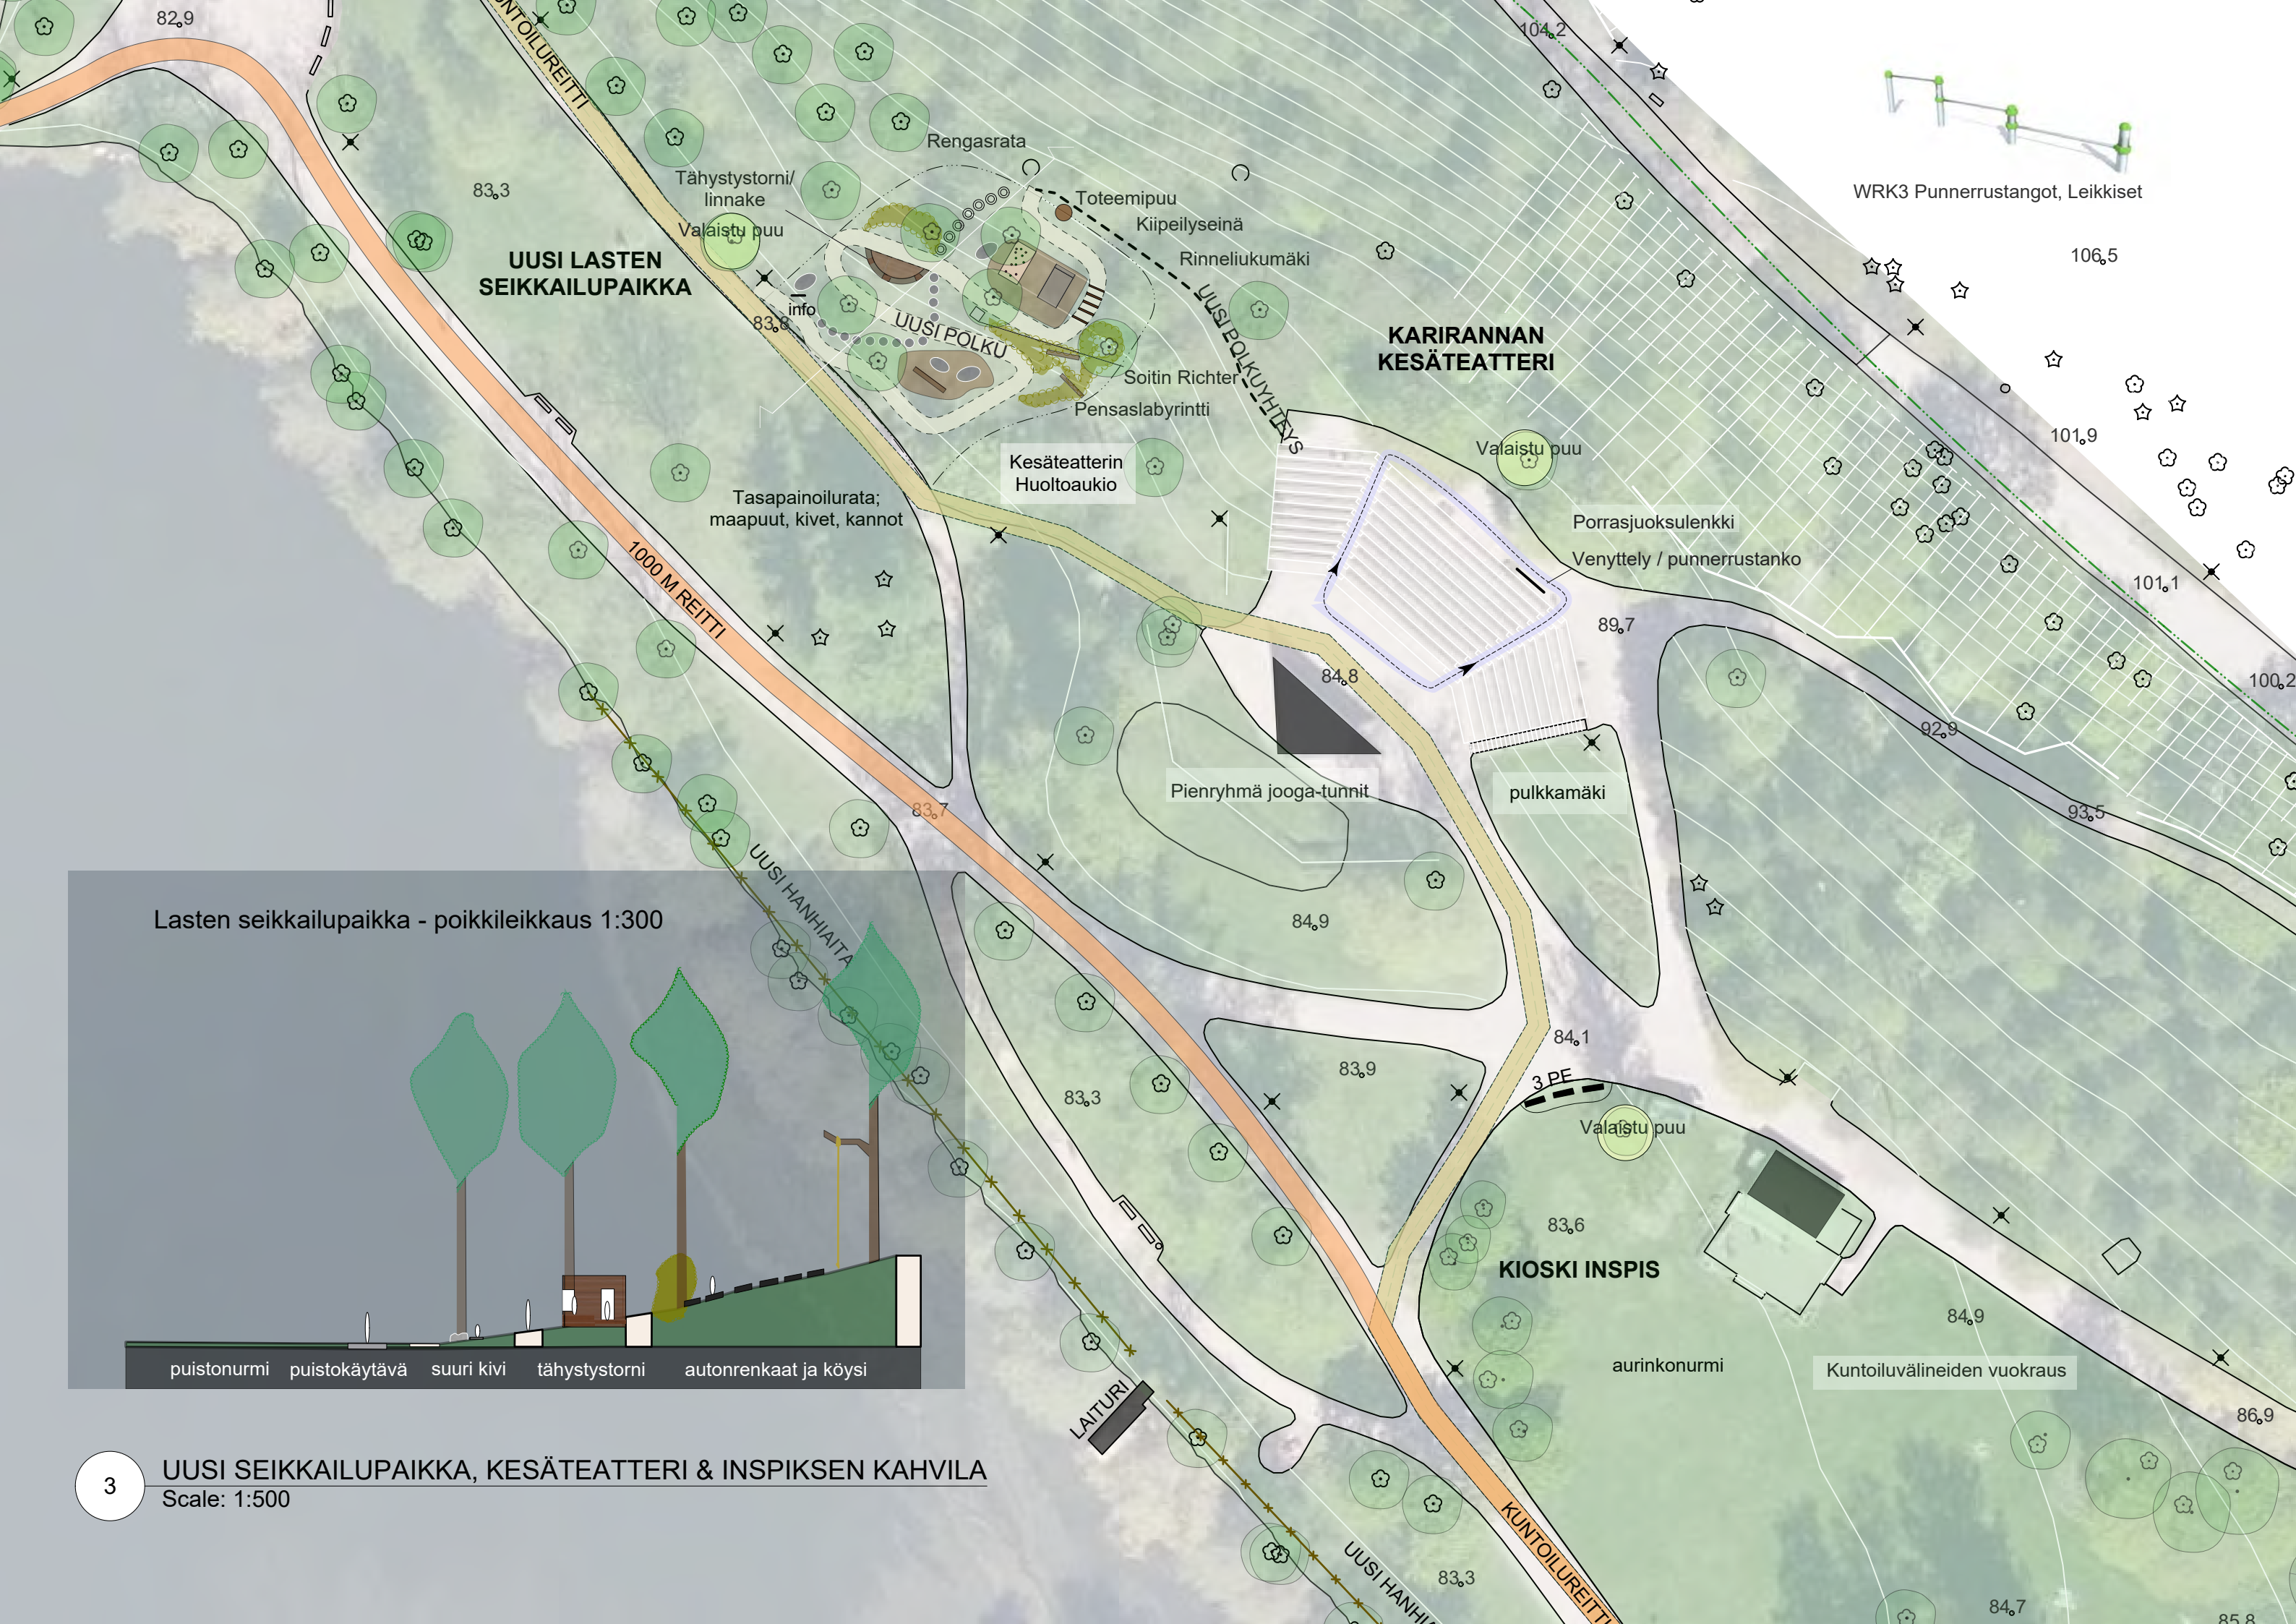 82.9
KUNTOILUREITTI
104.2
WRK3 Punnerrustangot, Leikkiset
106.5
Rengasrata
Tähystystorni/
linnake
Valaistu puu
Toteemipuu
Kiipeilyseinä
Rinneliukumäki
83.3
UUSI LASTEN
SEIKKAILUPAIKKA
info
83.8
UUSI POLKU
UUSI POLKUYHTEYS
KARIRANNAN
KESÄTEATTERI
Soitin Richter
Pensaslabyrintti
101.9
Kesäteatterin
Huoltoaukio
Valaistu puu
Tasapainoilurata;
maapuut, kivet, kannot
Porrasjuoksulenkki
Venyttely / punnerrustanko
1000 M REITTI
101.1
89.7
84.8
100.2
92.9
Pienryhmä jooga-tunnit
pulkkamäki
83.7
93.5
UUSI HANHIAITA
84.9
Lasten seikkailupaikka - poikkileikkaus 1:300
84.1
83.9
3 PE
83.3
Valaistu puu
83.6
KIOSKI INSPIS
84.9
aurinkonurmi
Kuntoiluvälineiden vuokraus
puistonurmi
puistokäytävä
suuri kivi
tähystystorni
autonrenkaat ja köysi
LAITURI
86.9
3
UUSI SEIKKAILUPAIKKA, KESÄTEATTERI & INSPIKSEN KAHVILA
Scale: 1:500
KUNTOILUREITTI
UUSI HANHI
83.3
84.7
85.8